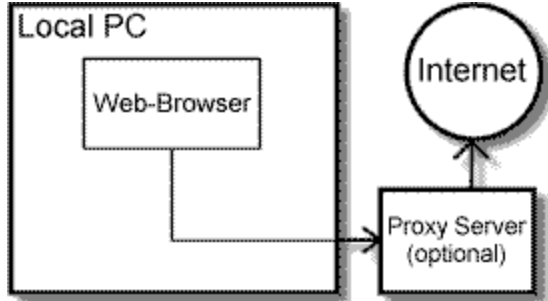 Local PC
Web-Browser
Internet
Proxy Server
(optional)